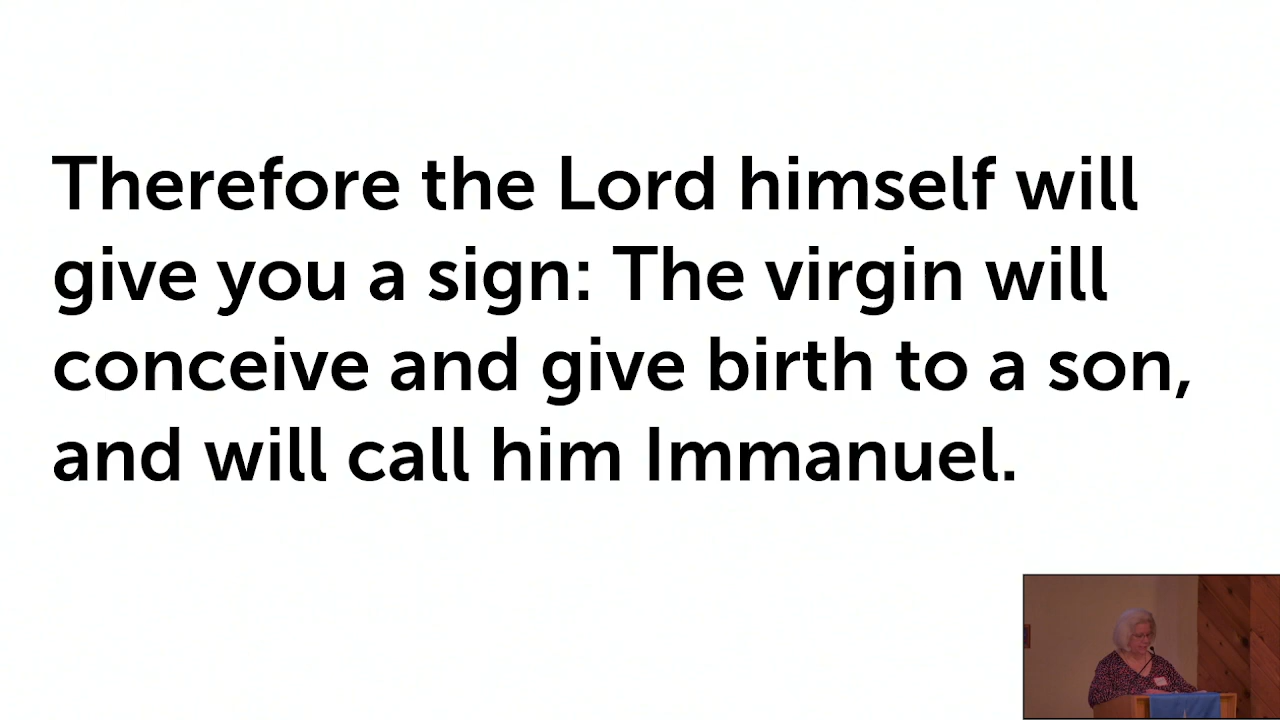 Therefore the Lord himself will
give you a sign: The virgin will
conceive and give birth to a son,
and will call him Immanuel.